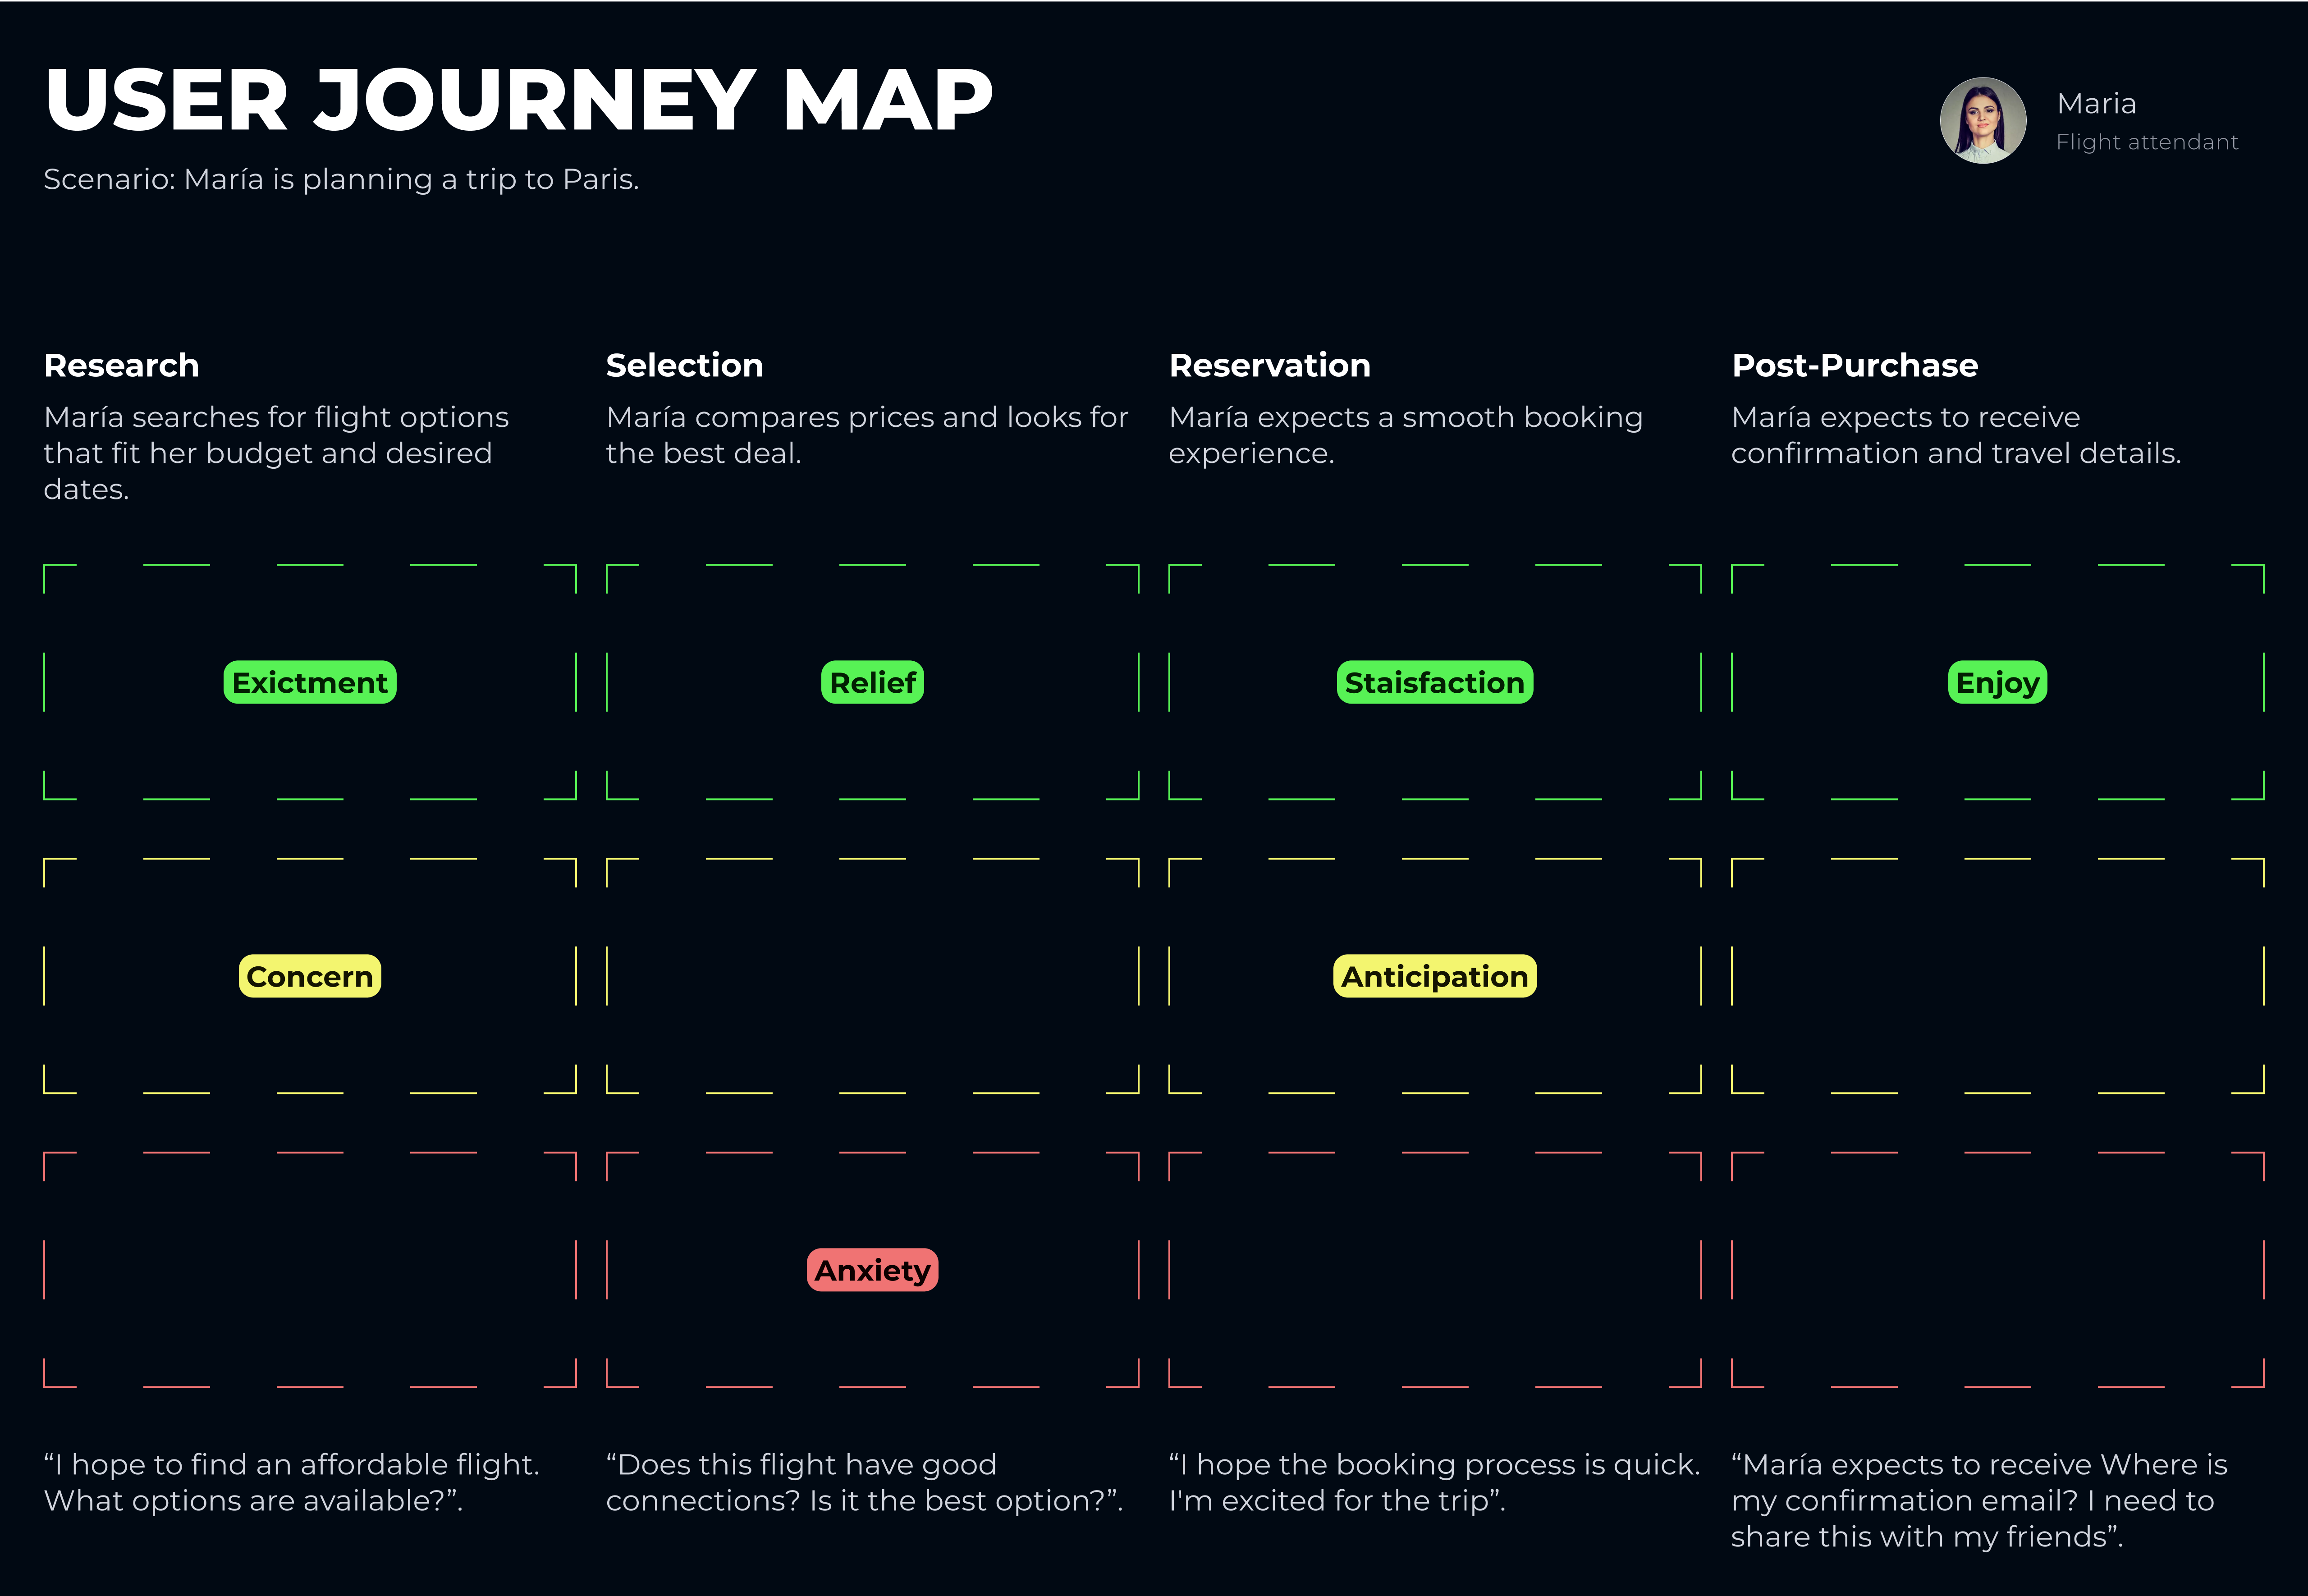 USER JOURNEY MAP
Scenario: María is planning a trip to Paris.
Maria
Flight attendant
Research
María searches for flight options
that fit her budget and desired
dates.
Selection
María compares prices and looks for
the best deal.
Reservation
María expects a smooth booking
experience.
Post-Purchase
María expects to receive
confirmation and travel details.
Exictment
Relief
Staisfaction
Enjoy
Concern
Anticipation
Anxiety
“I hope to find an affordable flight.
What options are available?”.
“Does this flight have good
connections? Is it the best option?”.
“I hope the booking process is quick.
I'm excited for the trip”.
“María expects to receive Where is
my confirmation email? I need to
share this with my friends”.